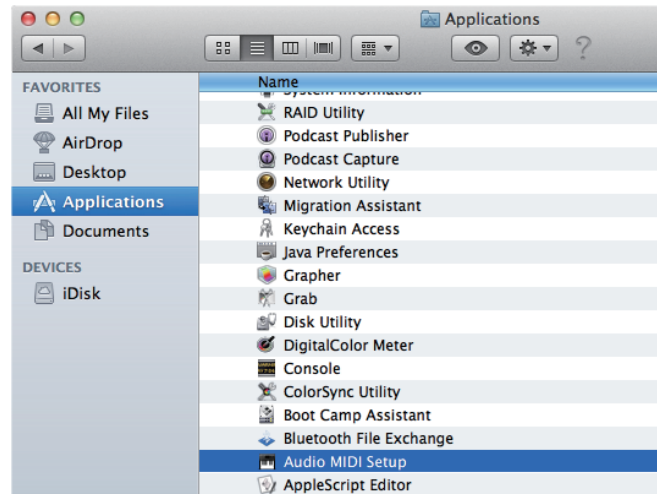 Applications
FAVORITES
All My Files
AirDrop
Desktop
Applications
Documents
DEVICES
iDisk
Name
System Information
RAID Utility
Podcast Publisher
Podcast Capture
Network Utility
Migration Assistant
Keychain Access
Java Preferences
Grapher
Grab
Disk Utility
DigitalColor Meter
Console
ColorSync Utility
Boot Camp Assistant
Bluetooth File Exchange
Audio MIDI Setup
AppleScript Editor